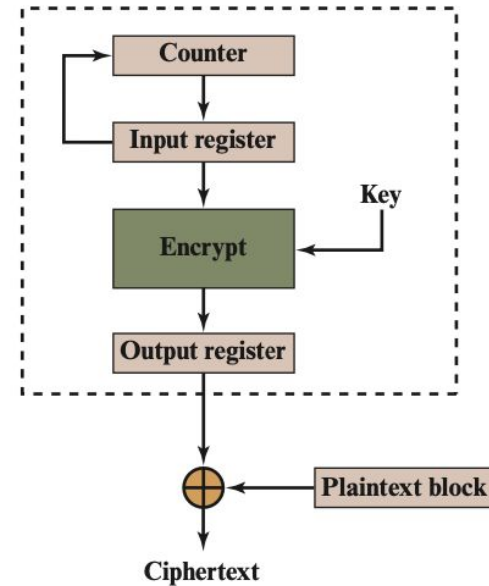 Counter
Input register
Key
Encrypt
Output register
Plaintext block
Ciphertext